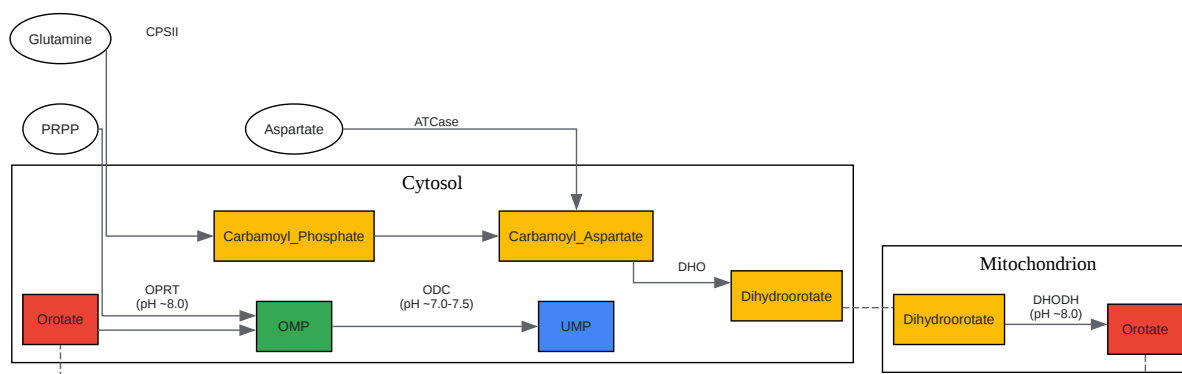 Glutamine
CPSII
PRPP
Aspartate
ATCase
Cytosol
Carbamoyl_Phosphate
Carbamoyl_Aspartate
DHO
Mitochondrion
Orotate
OPRT
(pH ~8.0)
OMP
ODC
(pH ~7.0-7.5)
UMP
Dihydroorotate
Dihydroorotate
DHODH
(pH ~8.0)
Orotate